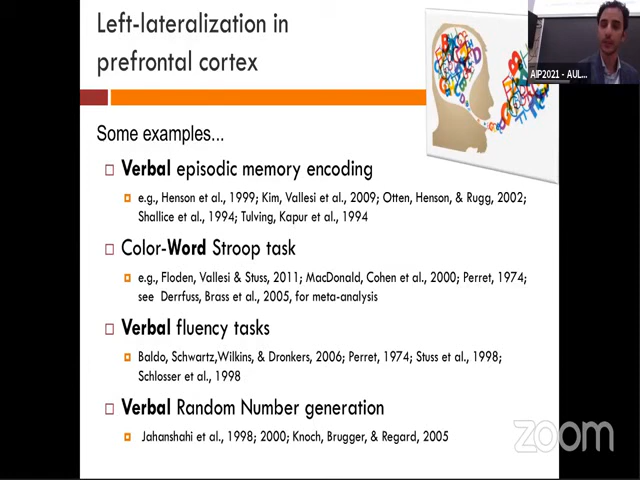 Left-lateralization in
prefrontal cortex
AIP2021 - AUL...
Some examples...
Verbal episodic memory encoding
e.g., Henson et al., 1999; Kim, Vallesi et al., 2009; Otten, Henson, & Rugg, 2002;
Shallice et al., 1994; Tulving, Kapur et al., 1994
Color-Word Stroop task
e.g., Floden, Vallesi & Stuss, 2011; MacDonald, Cohen et al., 2000; Perret, 1974;
see Derrfuss, Brass et al., 2005, for meta-analysis
Verbal fluency tasks
Baldo, Schwartz,Wilkins, & Dronkers, 2006; Perret, 1974; Stuss et al., 1998;
Schlosser et al., 1998
Verbal Random Number generation
Jahanshahi et al., 1998; 2000; Knoch, Brugger, & Regard, 2005
zoom